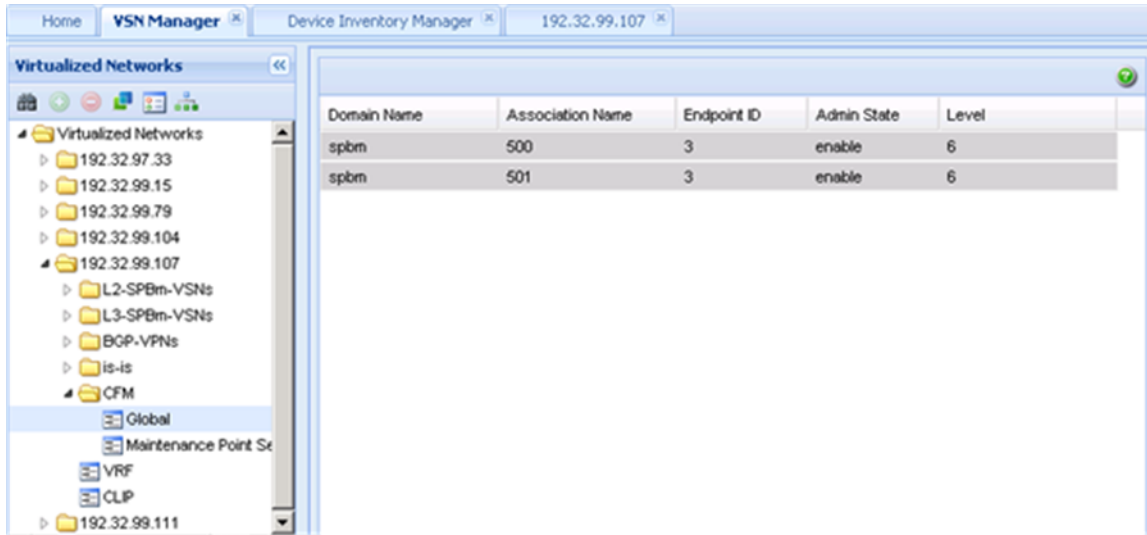 Home VSN Manager Device Inventory Manager 192.32.99.107
Virtualized Networks
Virtualized Networks
192.32.97.33
192.32.99.15
192.32.99.79
192.32.99.104
192.32.99.107
L2-SPBm-VSNs
L3-SPBm-VSNs
BGP-VPNs
is-is
CFM
Global
Maintenance Point Se
VRF
CLIP
192.32.99.111
Domain Name Association Name Endpoint ID Admin State Level
spbm 500 3 enable 6
spbm 501 3 enable 6